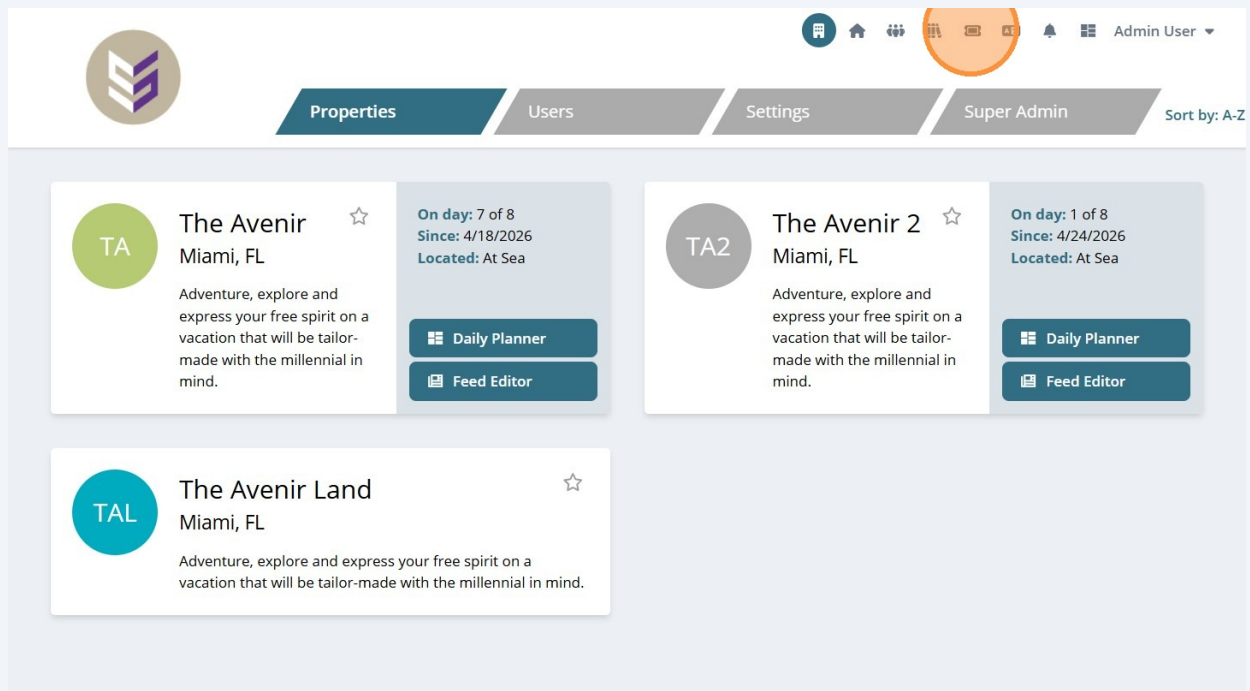 Admin User
Properties
Users
Settings
Super Admin
Sort by: A-Z
TA
The Avenir
Miami, FL
Adventure, explore and
express your free spirit on a
vacation that will be tailor-
made with the millennial in
mind.
On day: 7 of 8
Since: 4/18/2026
Located: At Sea
Daily Planner
Feed Editor
TA2
The Avenir 2
Miami, FL
Adventure, explore and
express your free spirit on a
vacation that will be tailor-
made with the millennial in
mind.
On day: 1 of 8
Since: 4/24/2026
Located: At Sea
Daily Planner
Feed Editor
TAL
The Avenir Land
Miami, FL
Adventure, explore and express your free spirit on a
vacation that will be tailor-made with the millennial in mind.